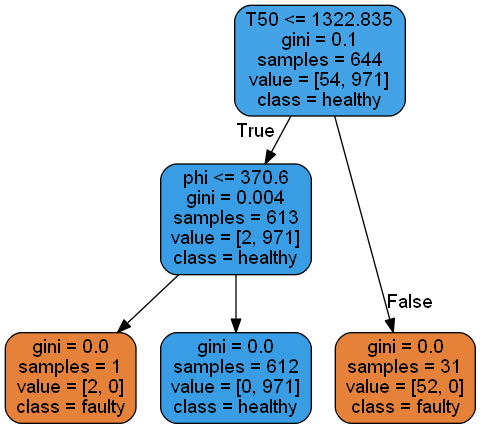 T50 <= 1322.835
gini = 0.1
samples = 644
value = [54, 971]
class = healthy
True
phi <= 370.6
gini = 0.004
samples = 613
value = [2, 971]
class = healthy
False
gini = 0.0
samples = 1
value = [2, 0]
class = faulty
gini = 0.0
samples = 612
value = [0, 971]
class = healthy
gini = 0.0
samples = 31
value = [52, 0]
class = faulty